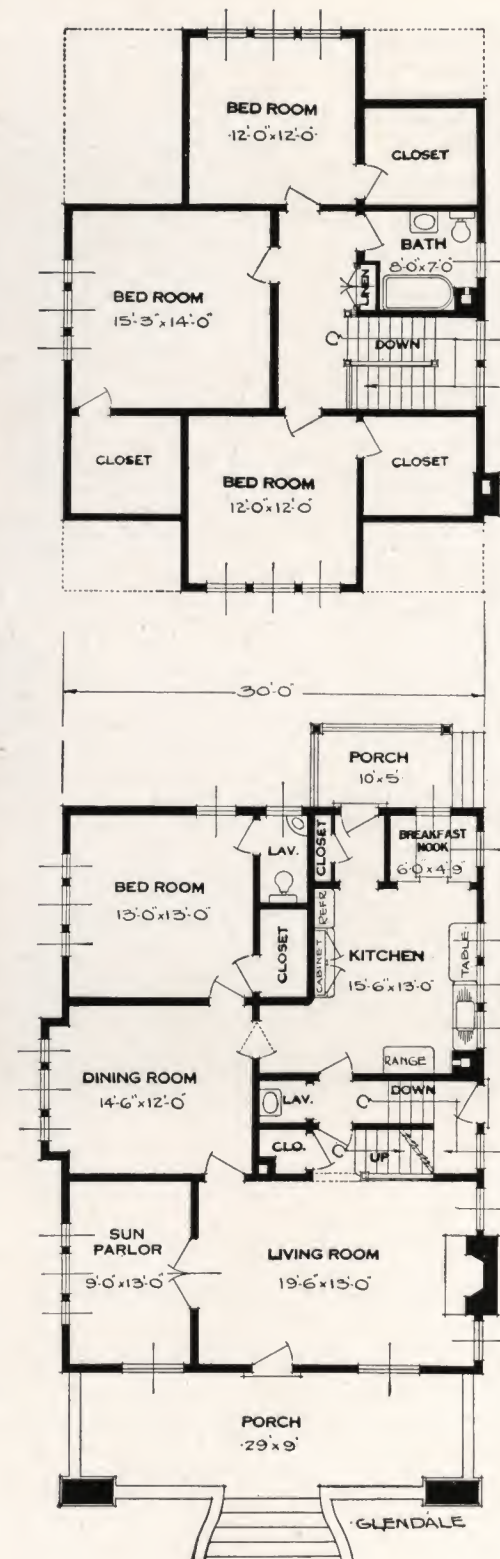 BED ROOM
12'-0"x12'-0"
CLOSET
BATH
8'-0"x7'-0"
LINEN
BED ROOM
15'-3"x14'-0"
DOWN
CLOSET
BED ROOM
12'-0"x12'-0"
CLOSET
30'-0"
PORCH
10'x5'
BREAKFAST
NOOK
6'-0"x4'-9"
LAV.
CLOSET
BED ROOM
13'-0"x13'-0"
REFR
CABINET
KITCHEN
15'-6"x13'-0"
TABLE
CLOSET
RANGE
DINING ROOM
14'-6"x12'-0"
LAV.
DOWN
CLO.
UP
SUN
PARLOR
9'-0"x13'-0"
LIVING ROOM
19'-6"x13'-0"
PORCH
29'x9'
GLENDALE